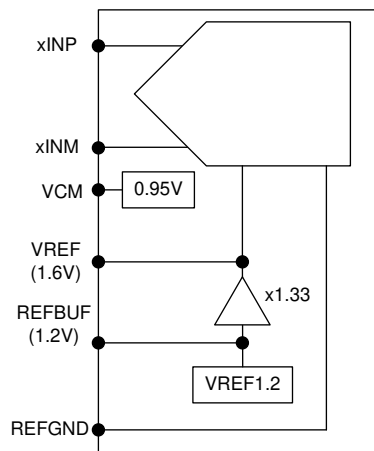 xINP
xINM
VCM
0.95V
VREF
(1.6V)
x1.33
REFBUF
(1.2V)
VREF1.2
REFGND